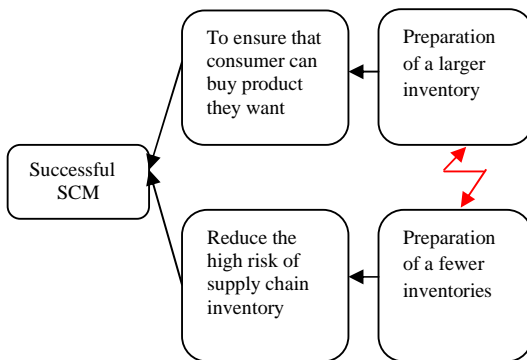 To ensure that
consumer can
buy product
they want
Preparation
of a larger
inventory
Successful
SCM
Reduce the
high risk of
supply chain
inventory
Preparation
of a fewer
inventories